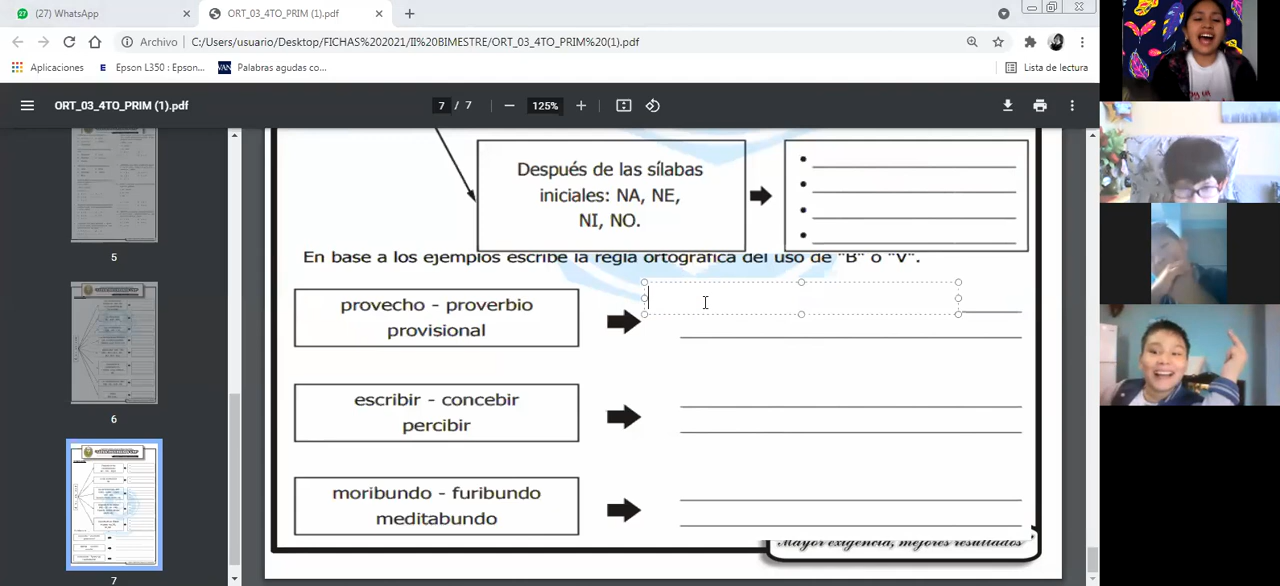 (27) WhatsApp
ORT_03_4TO_PRIM (1).pdf
Archivo
C:/Users/usuario/Desktop/FICHAS%202021/II%20BIMESTRE/ORT_03_4TO_PRIM%20(1).pdf
Aplicaciones
Epson L350 : Epson...
Palabras agudas co...
Lista de lectura
ORT_03_4TO_PRIM (1).pdf
7 / 7
125%
5
6
7
Después de las sílabas
iniciales: NA, NE,
NI, NO.
En base a los ejemplos escribe la regla ortográfica del uso de "B" o "V".
provecho - proverbio
provisional
escribir - concebir
percibir
moribundo - furibundo
meditabundo
Mayor exigencia, mejores resultados